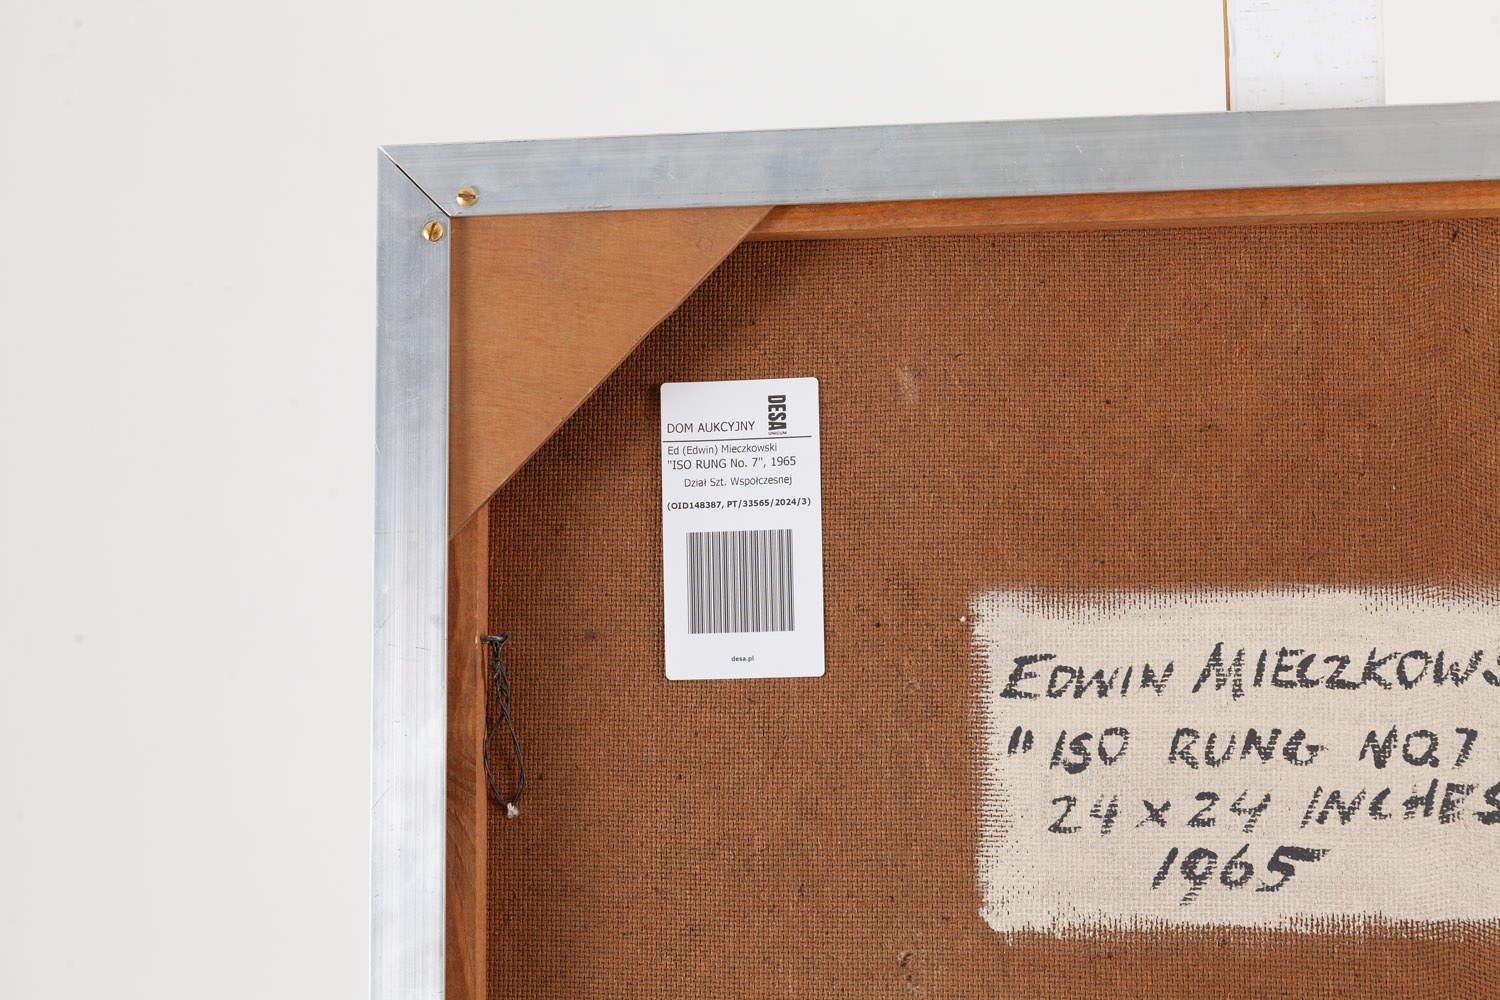 DESA
UNICUM
DOM AUKCYJNY
Ed (Edwin) Mieczkowski
"ISO RUNG No. 7", 1965
Dział Szt. Współczesnej
(OID148387, PT/33565/2024/3)
desa.pl
EDWIN MIECZKOWS
"ISO RUNG NO.7
24 x 24 INCHES
1965